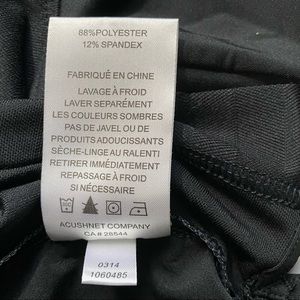 88%POLYESTER
12% SPANDEX
FABRIQUÉ EN CHINE
LAVAGE À FROID
LAVER SEPARÉMENT
LES COULEURS SOMBRES
PAS DE JAVEL OU DE
PRODUITS ADOUCISSANTS
SÈCHE-LINGE AU RALENTI
RETIRER IMMÉDIATEMENT
REPASSAGE À FROID
SI NÉCESSAIRE
ACUSHNET COMPANY
CA# 28544
0314
1060485